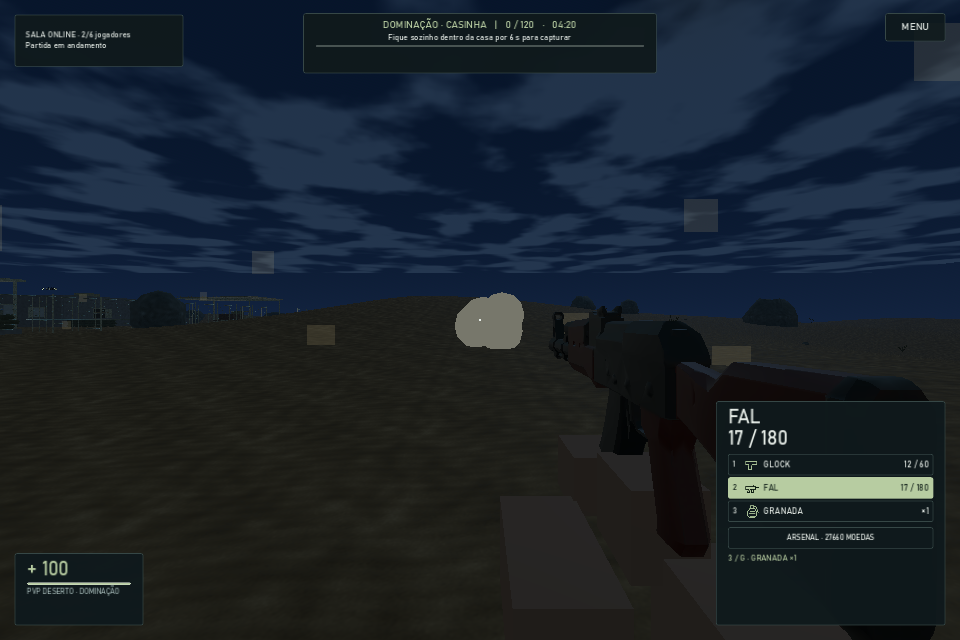 SALA ONLINE · 2/6 jogadores
Partida em andamento
DOMINAÇÃO · CASINHA | 0 / 120 · 04:20
Fique sozinho dentro da casa por 6 s para capturar
MENU
FAL
17 / 180
1 GLOCK 12 / 60
2 FAL 17 / 180
3 GRANADA ×1
ARSENAL · 27660 MOEDAS
3 / G · GRANADA ×1
+ 100
PVP DESERTO · DOMINAÇÃO